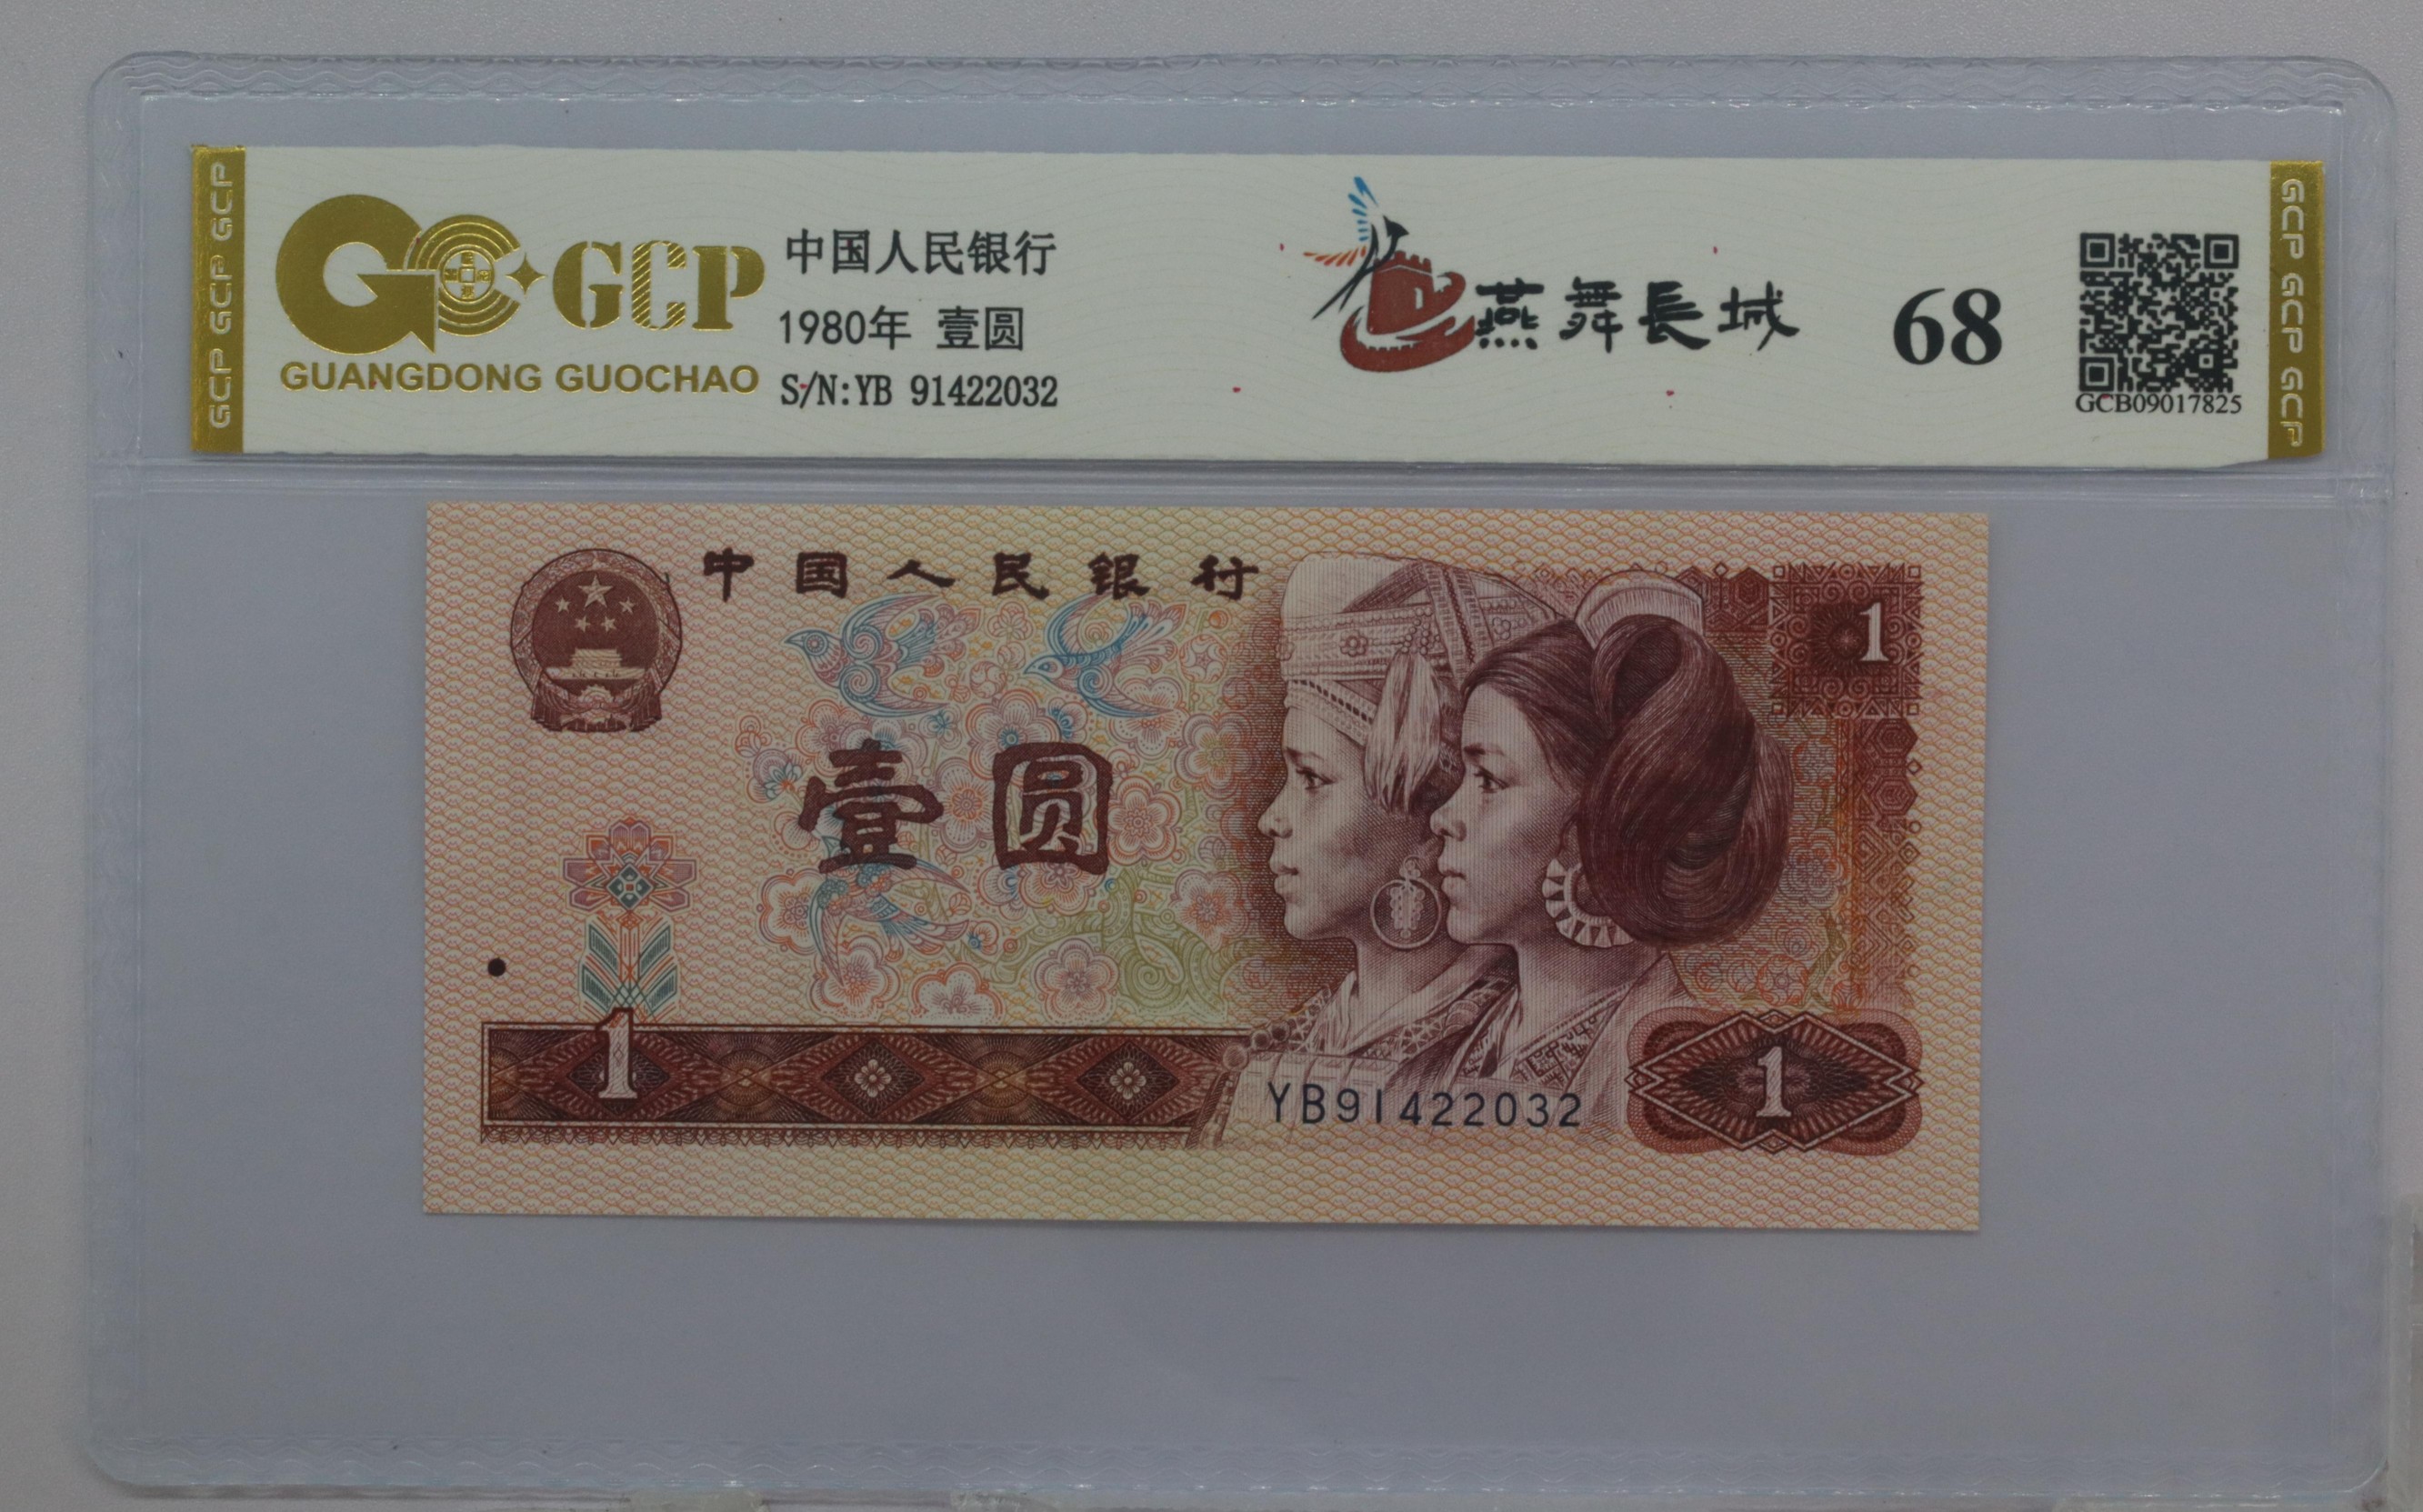 GCP GCP GCP
GCP
GUANGDONG GUOCHAO
中国人民银行
1980年 壹圆
S/N:YB 91422032
燕舞長城
68
GCB09017825
GCP GCP GCP
中国人民银行
1
壹圆
1
YB91422032
1